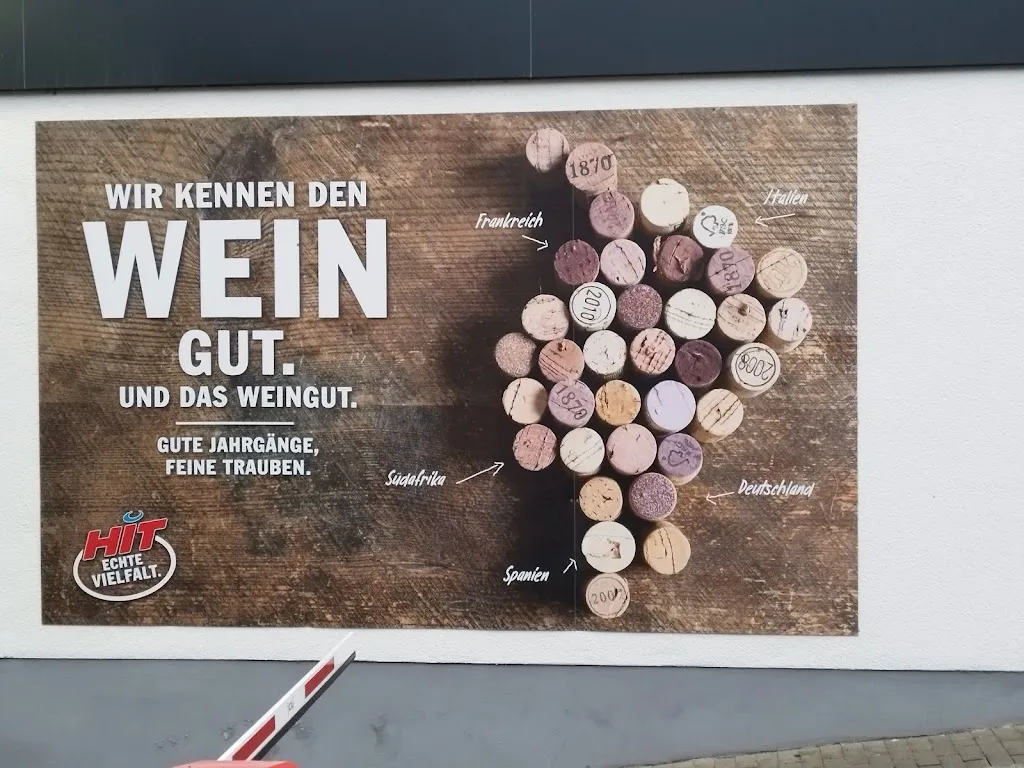 WIR KENNEN DEN
WEIN
GUT.
UND DAS WEINGUT.
GUTE JAHRGÄNGE,
FEINE TRAUBEN.
HIT
ECHTE
VIELFALT.
1870
Italien
Frankreich
FSC
1870
2010
2008
1870
Südafrika
Deutschland
Spanien